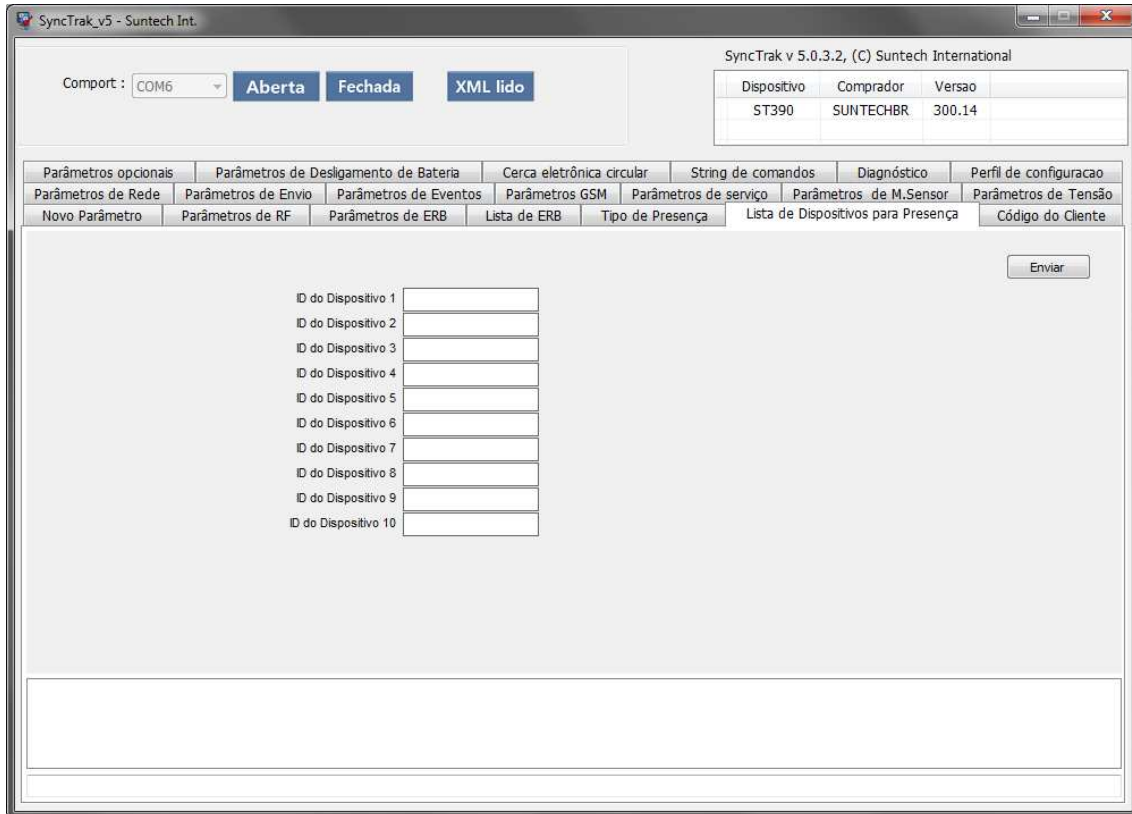 SyncTrak_v5 - Suntech Int.
SyncTrak v 5.0.3.2, (C) Suntech International
Comport : COM6 Aberta Fechada XML lido
Dispositivo Comprador Versao
ST390 SUNTECHBR 300.14
Parâmetros opcionais Parâmetros de Desligamento de Bateria Cerca eletrônica circular String de comandos Diagnóstico Perfil de configuracao
Parâmetros de Rede Parâmetros de Envio Parâmetros de Eventos Parâmetros GSM Parâmetros de serviço Parâmetros de M.Sensor Parâmetros de Tensão
Novo Parâmetro Parâmetros de RF Parâmetros de ERB Lista de ERB Tipo de Presença Lista de Dispositivos para Presença Código do Cliente
Enviar
ID do Dispositivo 1
ID do Dispositivo 2
ID do Dispositivo 3
ID do Dispositivo 4
ID do Dispositivo 5
ID do Dispositivo 6
ID do Dispositivo 7
ID do Dispositivo 8
ID do Dispositivo 9
ID do Dispositivo 10